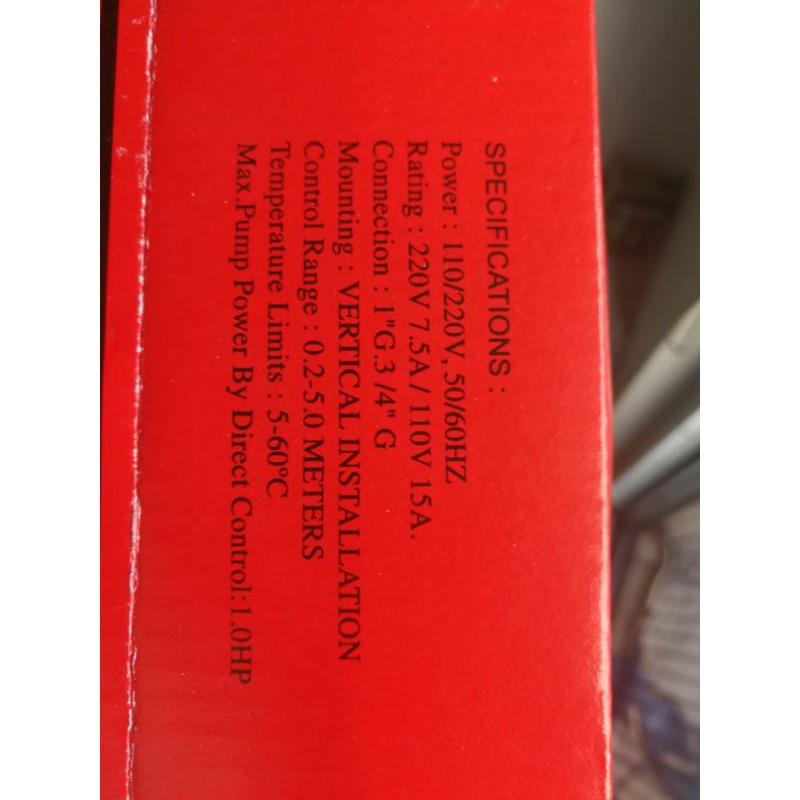 SPECIFICATIONS :
Power : 110/220V, 50/60HZ
Rating : 220V 7.5A / 110V 15A.
Connection : 1"G.3 /4" G
Mounting : VERTICAL INSTALLATION
Control Range : 0.2-5.0 METERS
Temperature Limits : 5-60ºC
Max.Pump Power By Direct Control:1.0HP